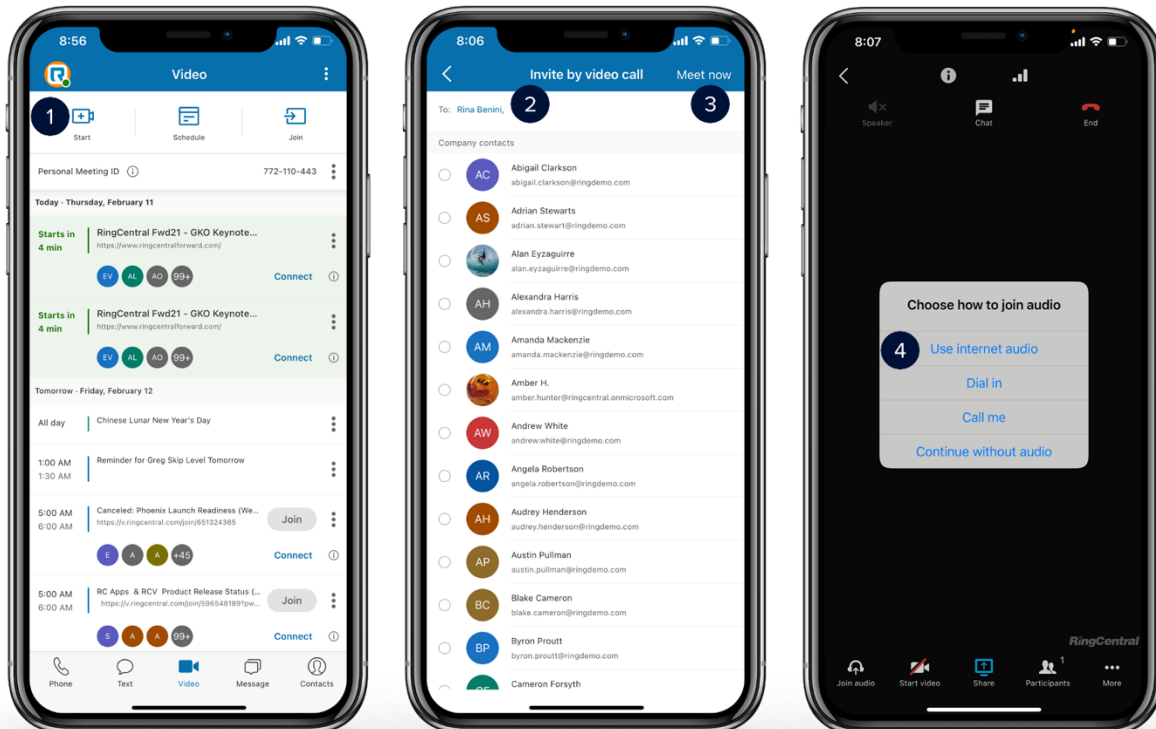 8:56
R
Video
1
Start
Schedule
Join
Personal Meeting ID
772-110-443
Today - Thursday, February 11
Starts in
4 min
RingCentral Fwd21 - GKO Keynote...
https://www.ringcentralforward.com/
EV AL AO 99+
Connect
Starts in
4 min
RingCentral Fwd21 - GKO Keynote...
https://www.ringcentralforward.com/
EV AL AO 99+
Connect
Tomorrow - Friday, February 12
All day
Chinese Lunar New Year's Day
1:00 AM
1:30 AM
Reminder for Greg Skip Level Tomorrow
5:00 AM
6:00 AM
Canceled: Phoenix Launch Readiness (We...
https://v.ringcentral.com/join/651324365
Join
E A A +45
Connect
5:00 AM
6:00 AM
RC Apps & RCV Product Release Status (...
https://v.ringcentral.com/join/596548189?pw...
Join
S A A 99+
Connect
Phone
Text
Video
Message
Contacts
8:06
Invite by video call
Meet now
To: Rina Benini,
2
3
Company contacts
AC
Abigail Clarkson
abigail.clarkson@ringdemo.com
AS
Adrian Stewarts
adrian.stewart@ringdemo.com
Alan Eyzaguirre
alan.eyzaguirre@ringdemo.com
AH
Alexandra Harris
alexandra.harris@ringdemo.com
AM
Amanda Mackenzie
amanda.mackenzie@ringdemo.com
Amber H.
amber.hunter@ringcentral.onmicrosoft.com
AW
Andrew White
andrew.white@ringdemo.com
AR
Angela Robertson
angela.robertson@ringdemo.com
AH
Audrey Henderson
audrey.henderson@ringdemo.com
AP
Austin Pullman
austin.pullman@ringdemo.com
BC
Blake Cameron
blake.cameron@ringdemo.com
BP
Byron Proutt
byron.proutt@ringdemo.com
CF
Cameron Forsyth
8:07
Speaker
Chat
End
Choose how to join audio
4
Use internet audio
Dial in
Call me
Continue without audio
RingCentral
1
Join audio
Start video
Share
Participants
More